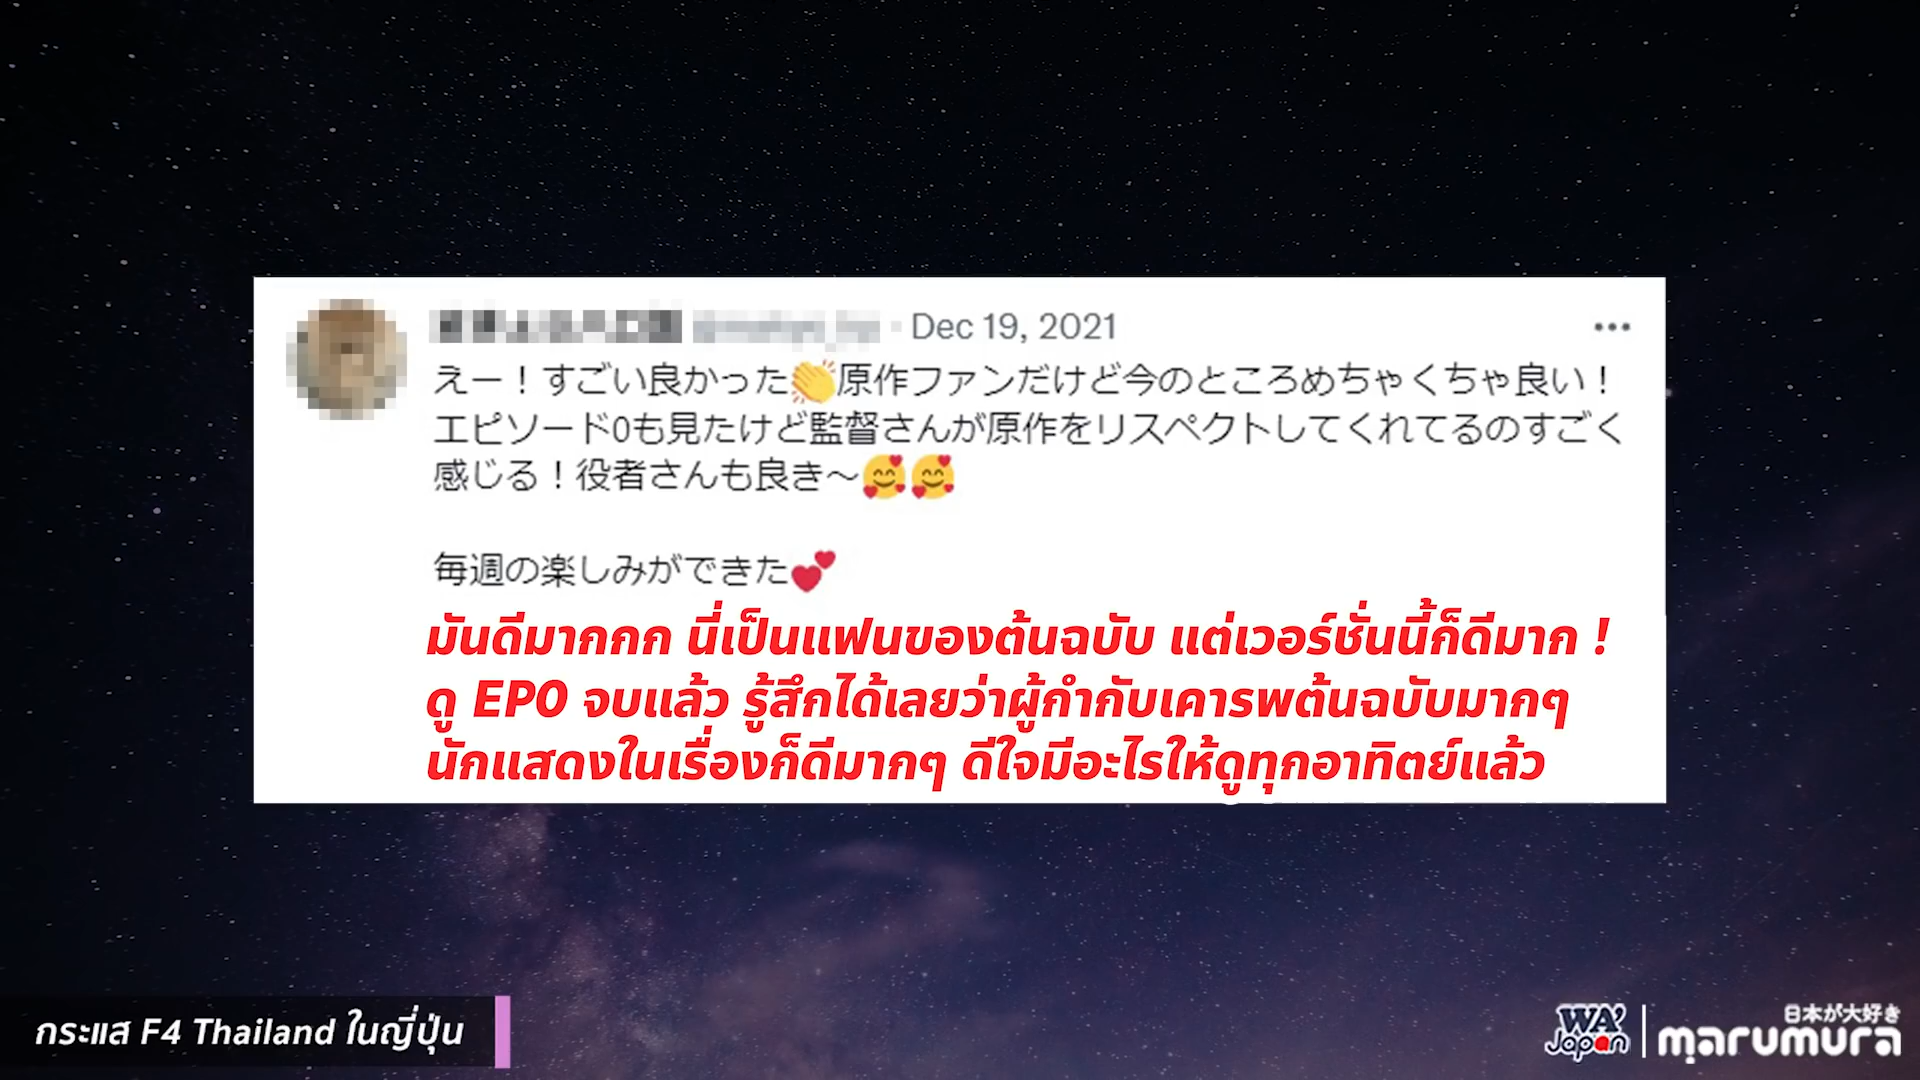 Dec 19, 2021
えー！すごい良かった👏原作ファンだけど今のところめちゃくちゃ良い！
エピソード0も見たけど監督さんが原作をリスペクトしてくれてるのすごく
感じる！役者さんも良き～🥰🥰
毎週の楽しみができた💕
มันดีมากกก นี่เป็นแฟนของต้นฉบับ แต่เวอร์ชั่นนี้ก็ดีมาก !
ดู EP0 จบแล้ว รู้สึกได้เลยว่าผู้กำกับเคารพต้นฉบับมากๆ
นักแสดงในเรื่องก็ดีมากๆ ดีใจมีอะไรให้ดูทุกอาทิตย์แล้ว
กระแส F4 Thailand ในญี่ปุ่น
WA' Japan
日本が大好き
marumura